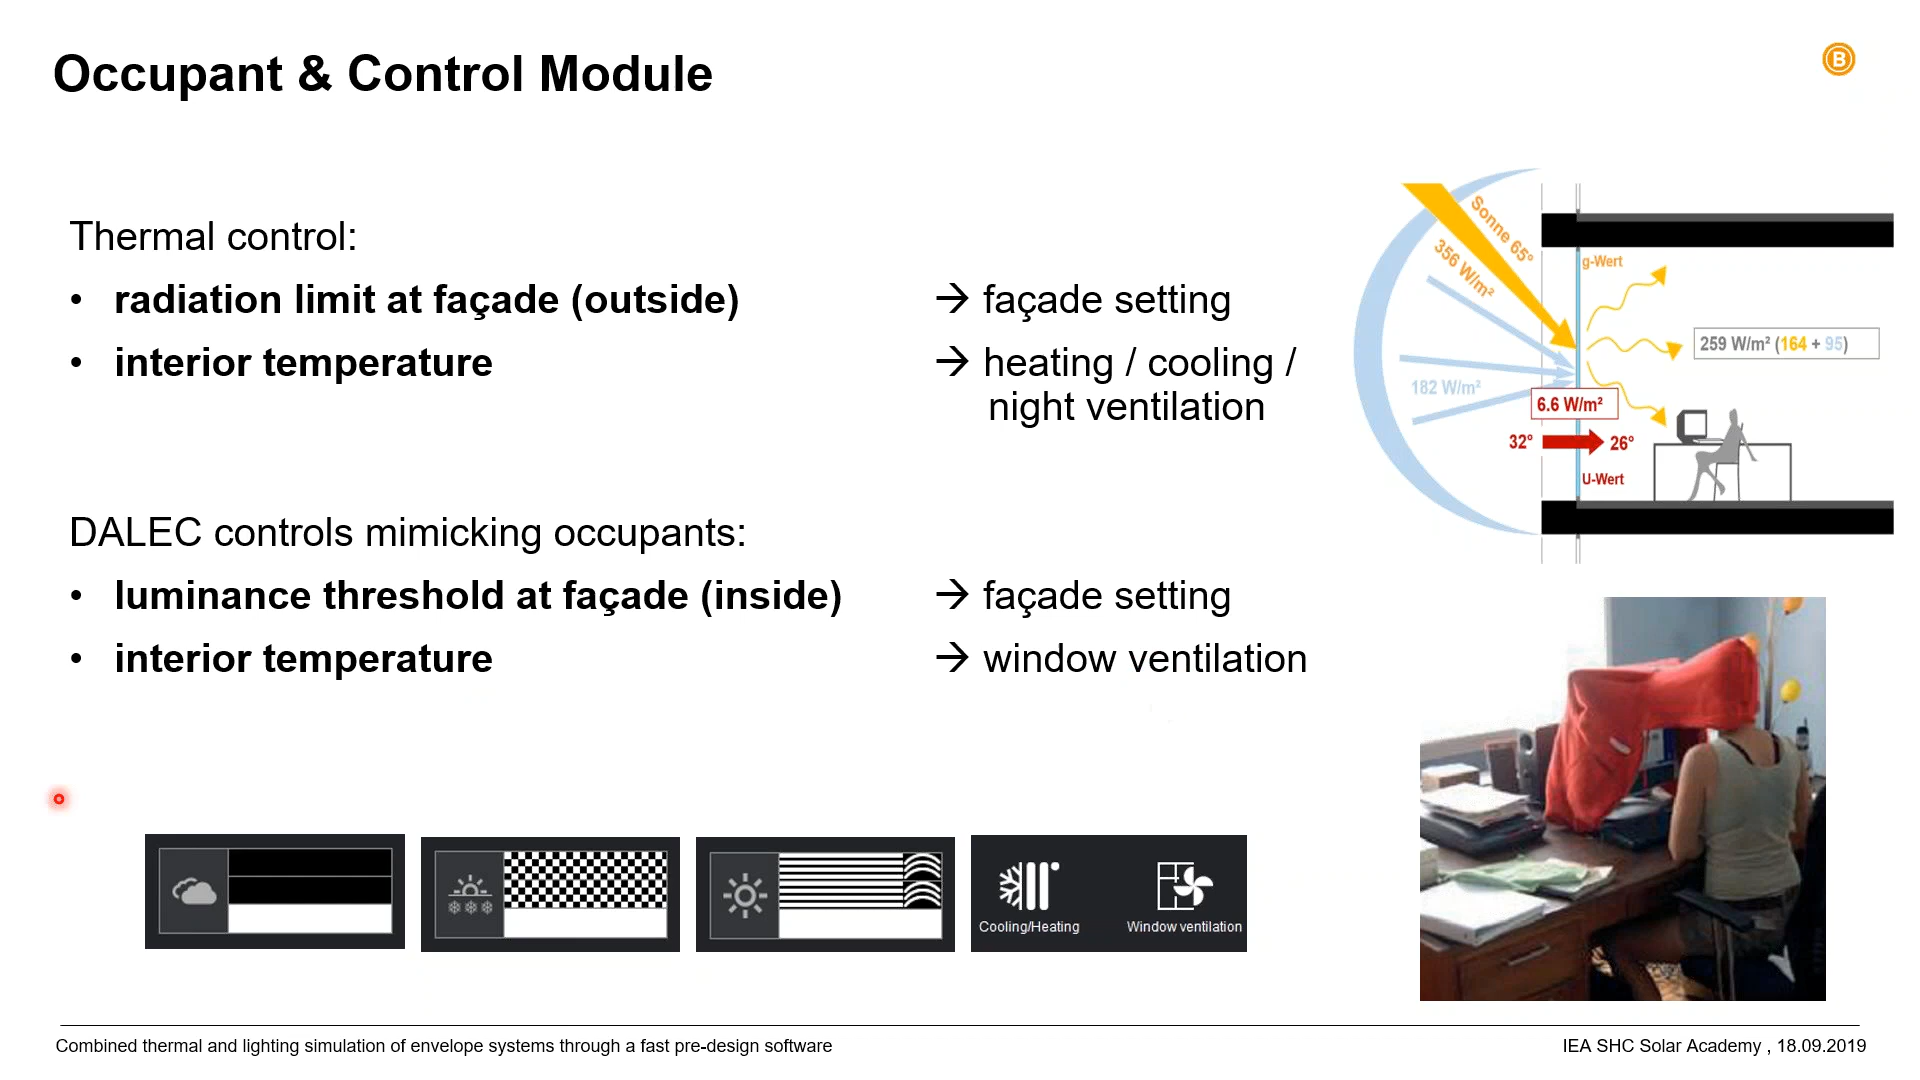 Occupant & Control Module
B
Thermal control:
• radiation limit at façade (outside) → façade setting
• interior temperature → heating / cooling /
night ventilation
DALEC controls mimicking occupants:
• luminance threshold at façade (inside) → façade setting
• interior temperature → window ventilation
Sonne 65°
356 W/m²
182 W/m²
g-Wert
259 W/m² (164 + 95)
6.6 W/m²
32° 26°
U-Wert
Cooling/Heating
Window ventilation
Combined thermal and lighting simulation of envelope systems through a fast pre-design software
IEA SHC Solar Academy , 18.09.2019